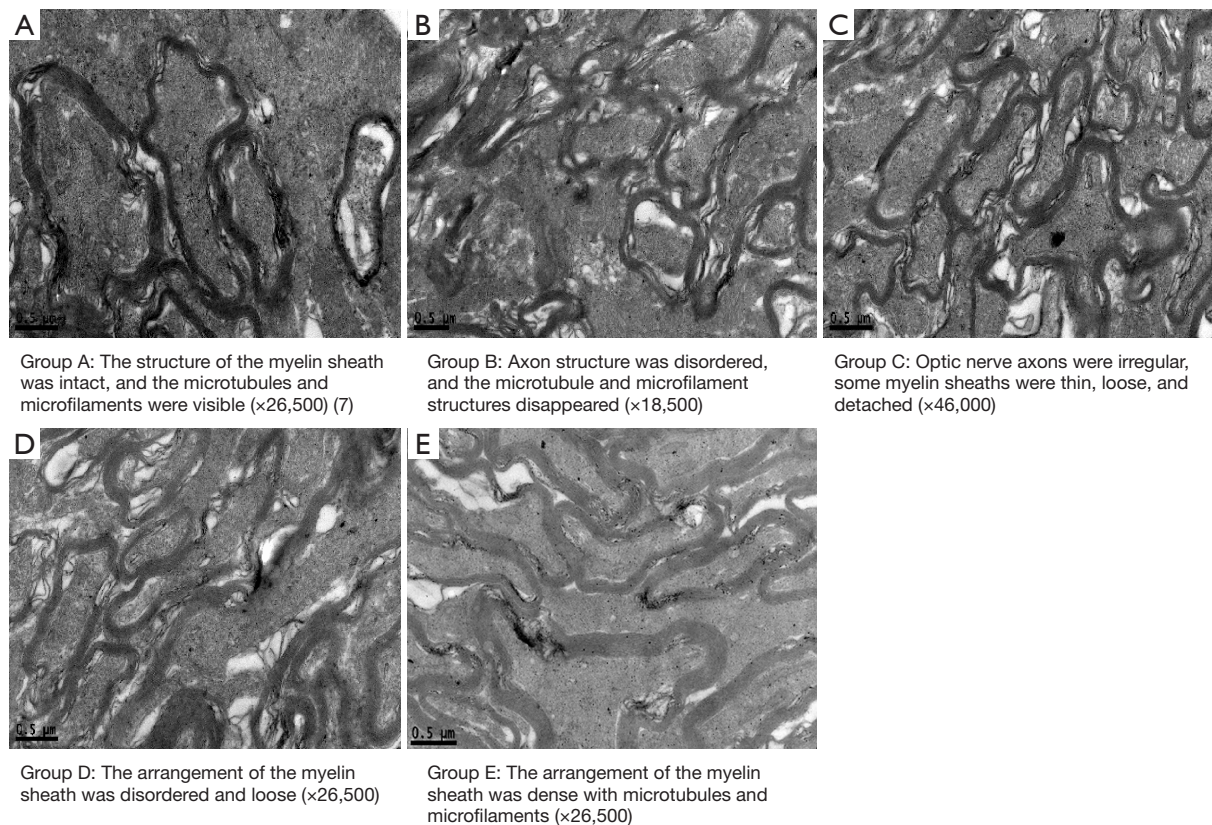 A
B
C
0.5 µm
0.5 µm
0.5 µm
Group A: The structure of the myelin sheath
was intact, and the microtubules and
microfilaments were visible (×26,500) (7)
Group B: Axon structure was disordered,
and the microtubule and microfilament
structures disappeared (×18,500)
Group C: Optic nerve axons were irregular,
some myelin sheaths were thin, loose, and
detached (×46,000)
D
E
0.5 µm
0.5 µm
Group D: The arrangement of the myelin
sheath was disordered and loose (×26,500)
Group E: The arrangement of the myelin
sheath was dense with microtubules and
microfilaments (×26,500)